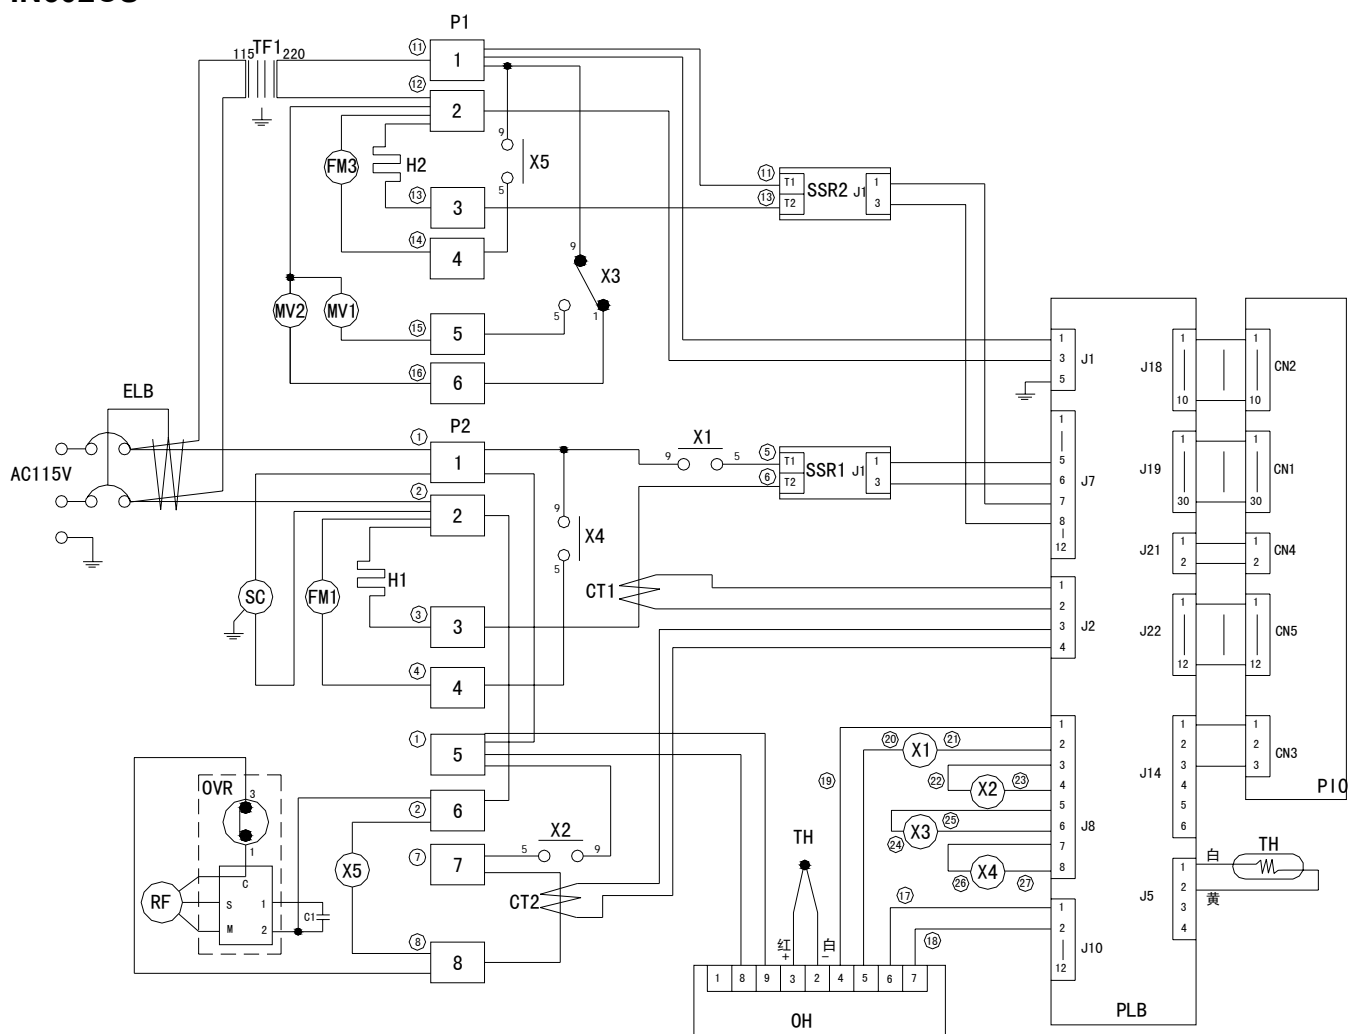 P1
115 TF1 220
11
1
12
2
9
FM3
H2
X5
5
11
T1
SSR2 J1
1
13
T2
3
13
3
14
4
9
X3
5
1
MV2
MV1
15
5
16
6
ELB
AC115V
P2
1
1
X1
9
5
5
T1
SSR1 J1
1
6
T2
3
2
2
9
X4
5
H1
SC
FM1
CT1
3
3
4
4
1
5
2
6
7
7
X2
5
9
8
8
CT2
X5
OVR
3
1
C
S
M
1
2
RF
C1
TH
红
+
白
-
1
8
9
3
2
4
5
6
7
OH
19
20
X1
21
22
X2
23
24
X3
25
26
X4
27
17
18
1
3
5
J1
1
5
6
7
8
12
J7
1
2
3
4
J2
1
2
3
4
5
6
7
8
J8
1
2
12
J10
PLB
J18
1
10
J19
1
30
J21
1
2
J22
1
12
J14
1
2
3
4
5
6
J5
1
2
3
4
白
黄
TH
1
10
CN2
1
30
CN1
1
2
CN4
1
12
CN5
1
2
3
CN3
PIO